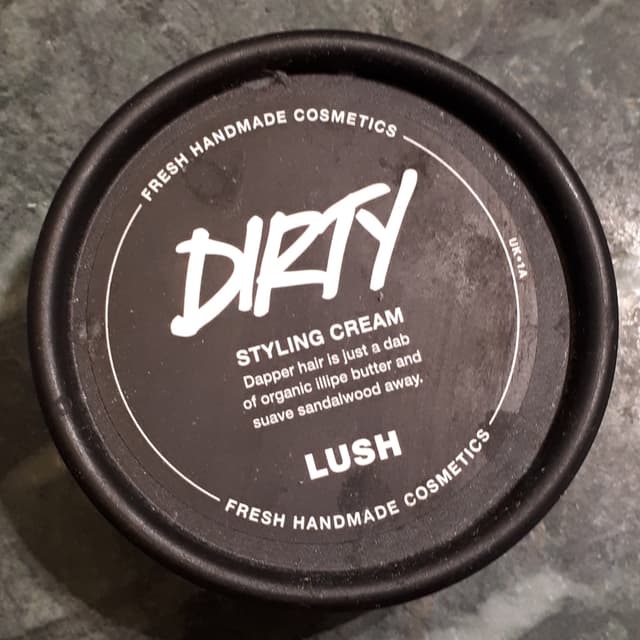 FRESH HANDMADE COSMETICS
DIRTY
UK•1A
STYLING CREAM
Dapper hair is just a dab
of organic illipe butter and
suave sandalwood away.
LUSH
FRESH HANDMADE COSMETICS